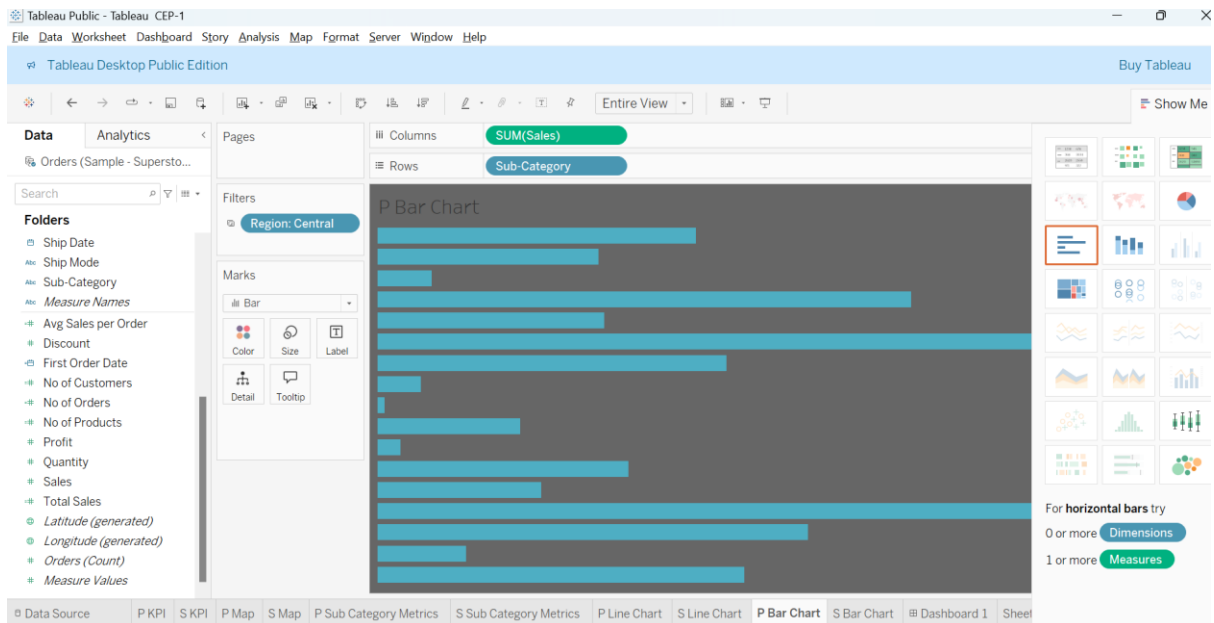 Tableau Public - Tableau CEP-1
File Data Worksheet Dashboard Story Analysis Map Format Server Window Help
Tableau Desktop Public Edition
Buy Tableau
Entire View
Show Me
Data Analytics
Orders (Sample - Supersto...
Search
Folders
Ship Date
Abc Ship Mode
Abc Sub-Category
Abc Measure Names
=# Avg Sales per Order
# Discount
First Order Date
=# No of Customers
=# No of Orders
=# No of Products
# Profit
# Quantity
# Sales
=# Total Sales
Latitude (generated)
Longitude (generated)
# Orders (Count)
# Measure Values
Pages
Filters
Region: Central
Marks
Bar
Color Size Label
Detail Tooltip
iii Columns SUM(Sales)
Rows Sub-Category
P Bar Chart
For horizontal bars try
0 or more Dimensions
1 or more Measures
Data Source P KPI S KPI P Map S Map P Sub Category Metrics S Sub Category Metrics P Line Chart S Line Chart P Bar Chart S Bar Chart Dashboard 1 Sheet